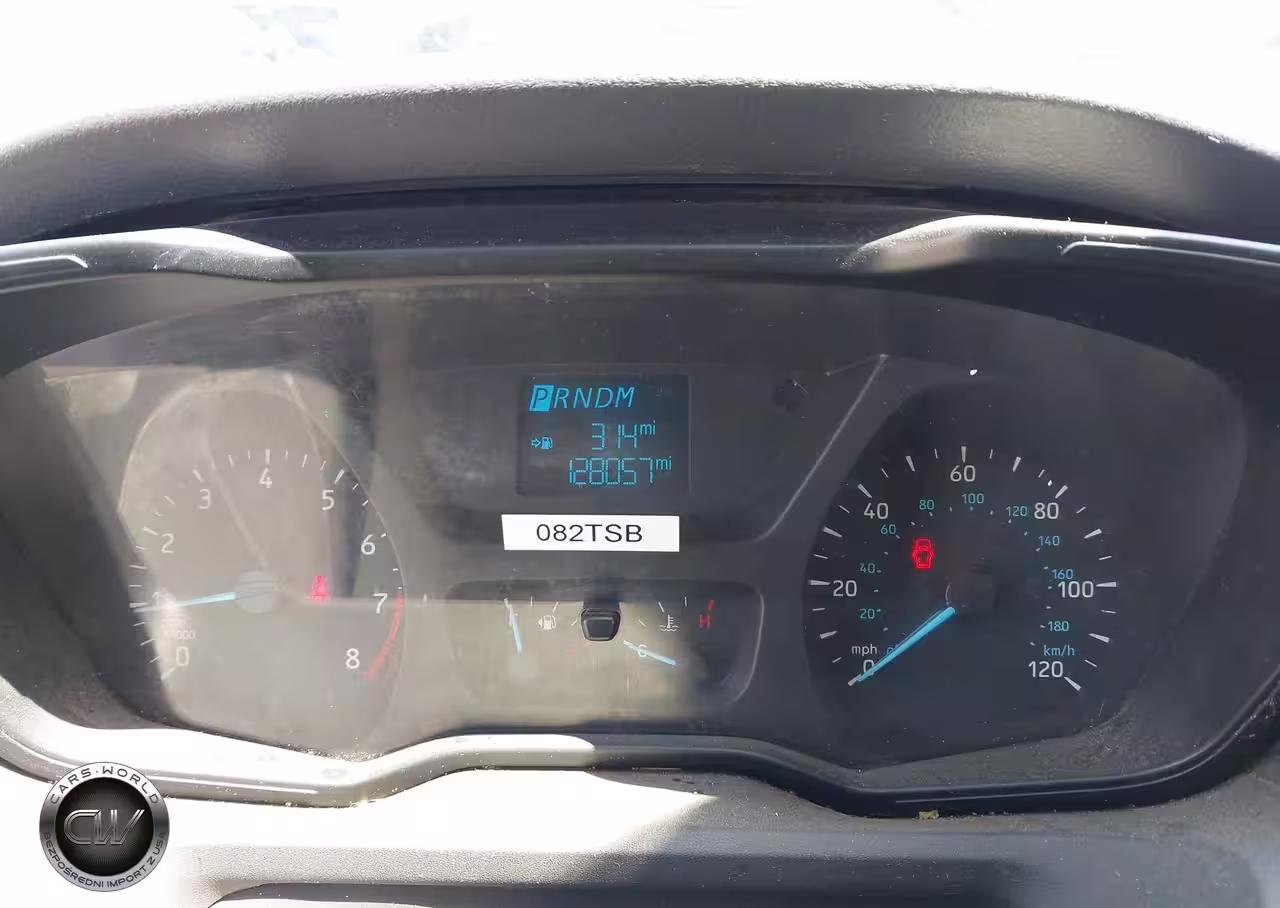 PRNDM
314mi
128057mi
082TSB
0 1 2 3 4 5 6 7 8
H
C
mph
0 20 40 60 80 100 120
20 40 60 80 100 120 140 160 180
km/h
CARS·WORLD
CW
BEZPOŚREDNI IMPORT Z USA